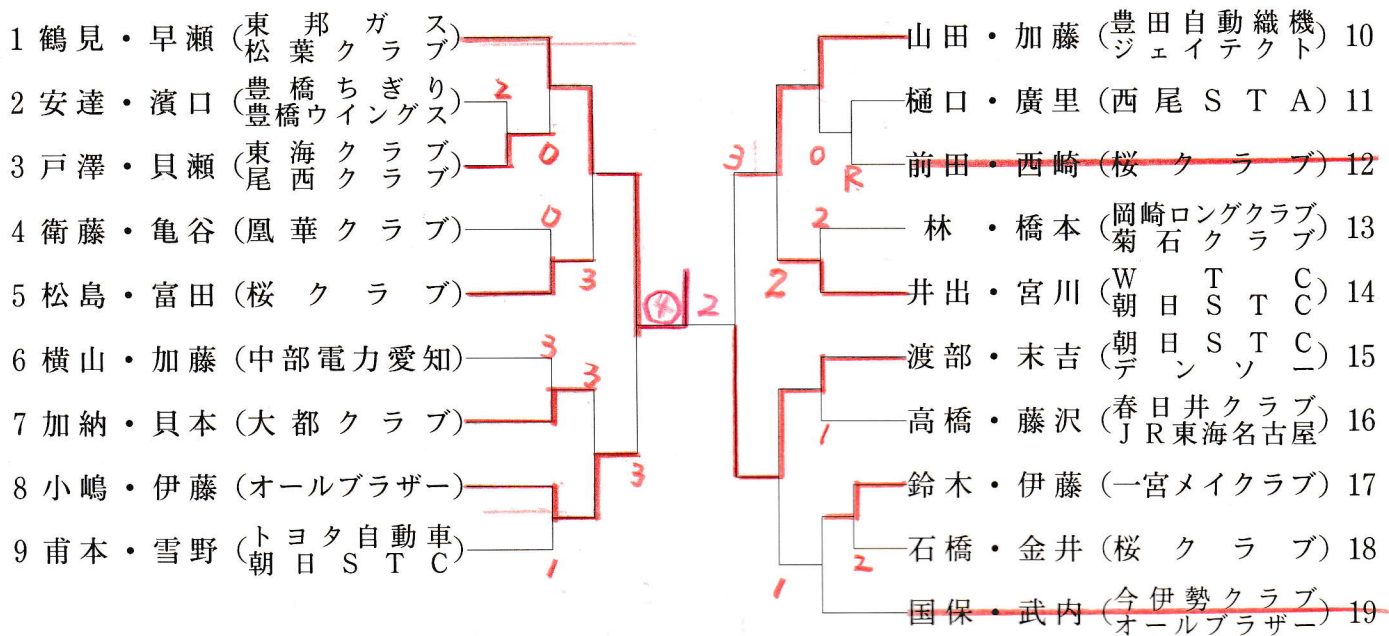 1 鶴見・早瀬 (東邦ガス
松葉クラブ)
2 安達・濱口 (豊橋ちぎり
豊橋ウイングス)
3 戸澤・貝瀬 (東海クラブ
尾西クラブ)
4 衛藤・亀谷 (凰華クラブ)
5 松島・富田 (桜クラブ)
6 横山・加藤 (中部電力愛知)
7 加納・貝本 (大都クラブ)
8 小嶋・伊藤 (オールブラザー)
9 甫本・雪野 (トヨタ自動車
朝日STC)
2
0
0
3
3
3
3
1
④ 2
山田・加藤 (豊田自動織機
ジェイテクト) 10
樋口・廣里 (西尾STA) 11
前田・西崎 (桜クラブ) 12
林・橋本 (岡崎ロングクラブ
菊石クラブ) 13
井出・宮川 (WTC
朝日STC) 14
渡部・末吉 (朝日STC
デンソー) 15
高橋・藤沢 (春日井クラブ
JR東海名古屋) 16
鈴木・伊藤 (一宮メイクラブ) 17
石橋・金井 (桜クラブ) 18
国保・武内 (今伊勢クラブ
オールブラザー) 19
3
0
R
2
2
1
2
1